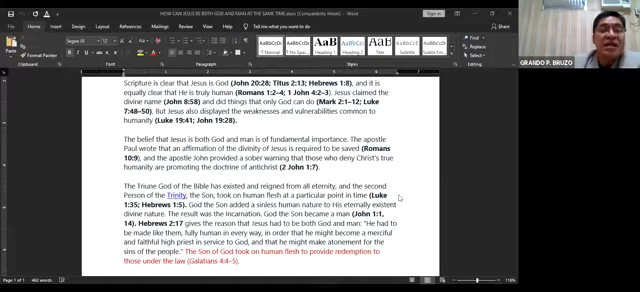 HOW CAN JESUS BE BOTH GOD AND MAN AT THE SAME TIME.docx [Compatibility Mode] - Word
Sign in
File Home Insert Design Layout References Mailings Review View Help Tell me what you want to do
Cut
Copy
Paste
Format Painter
Clipboard
Segoe UI 12
Font
Paragraph
AaBbCcDc AaBbCcDc AaBbC AaBbCcI AaBl AaBbCcD AaBbCcD
¶ Normal ¶ No Spac... Heading 1 Heading 2 Title Subtitle Subtle Em...
Styles
Find
Replace
Select
Editing
GRANDO P. BRUZO
Scripture is clear that Jesus is God (John 20:28; Titus 2:13; Hebrews 1:8), and it is
equally clear that He is truly human (Romans 1:2–4; 1 John 4:2–3). Jesus claimed the
divine name (John 8:58) and did things that only God can do (Mark 2:1–12; Luke
7:48–50). But Jesus also displayed the weaknesses and vulnerabilities common to
humanity (Luke 19:41; John 19:28).
The belief that Jesus is both God and man is of fundamental importance. The apostle
Paul wrote that an affirmation of the divinity of Jesus is required to be saved (Romans
10:9), and the apostle John provided a sober warning that those who deny Christ's true
humanity are promoting the doctrine of antichrist (2 John 1:7).
The Triune God of the Bible has existed and reigned from all eternity, and the second
Person of the Trinity, the Son, took on human flesh at a particular point in time (Luke
1:35; Hebrews 1:5). God the Son added a sinless human nature to His eternally existent
divine nature. The result was the Incarnation. God the Son became a man (John 1:1,
14). Hebrews 2:17 gives the reason that Jesus had to be both God and man: "He had to
be made like them, fully human in every way, in order that he might become a merciful
and faithful high priest in service to God, and that he might make atonement for the
sins of the people." The Son of God took on human flesh to provide redemption to
those under the law (Galatians 4:4–5).
Page 1 of 1 462 words
118%